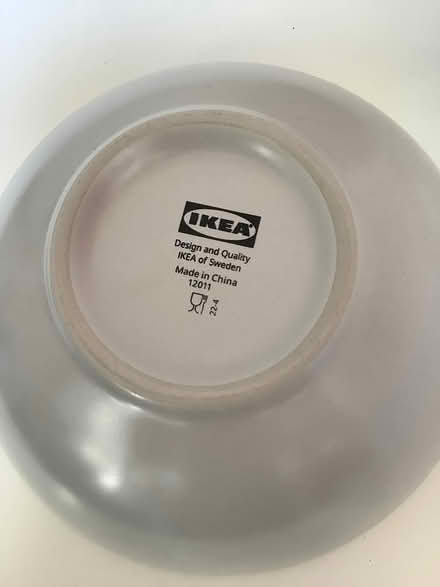 IKEA
Design and Quality
IKEA of Sweden
Made in China
12011
22-4